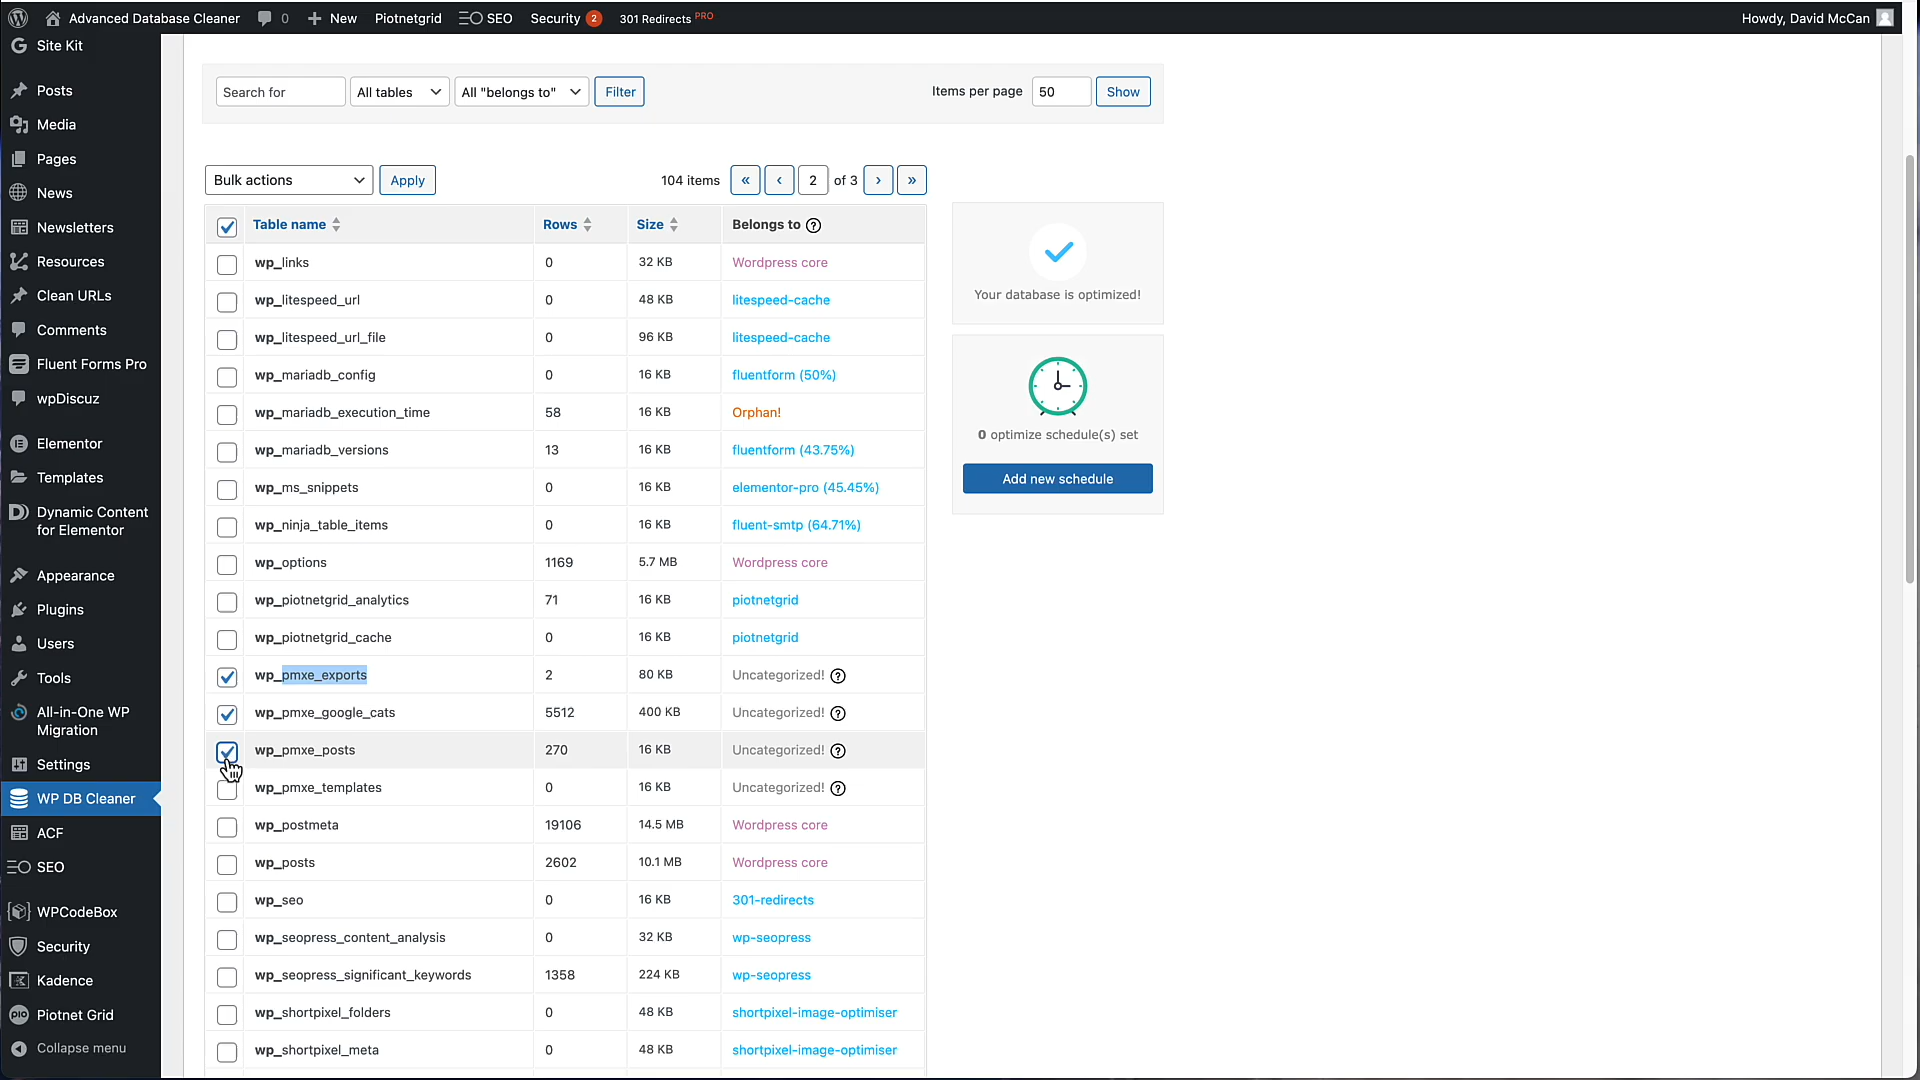 Advanced Database Cleaner 0 New Piotnetgrid SEO Security 2 301 Redirects PRO Howdy, David McCan
Site Kit
Posts
Media
Pages
News
Newsletters
Resources
Clean URLs
Comments
Fluent Forms Pro
wpDiscuz
Elementor
Templates
Dynamic Content
for Elementor
Appearance
Plugins
Users
Tools
All-in-One WP
Migration
Settings
WP DB Cleaner
ACF
SEO
WPCodeBox
Security
Kadence
Piotnet Grid
Collapse menu
Search for All tables All "belongs to" Filter Items per page 50 Show
Bulk actions Apply 104 items « ‹ 2 of 3 › »
Table name Rows Size Belongs to ?
wp_links 0 32 KB Wordpress core
wp_litespeed_url 0 48 KB litespeed-cache
wp_litespeed_url_file 0 96 KB litespeed-cache
wp_mariadb_config 0 16 KB fluentform (50%)
wp_mariadb_execution_time 58 16 KB Orphan!
wp_mariadb_versions 13 16 KB fluentform (43.75%)
wp_ms_snippets 0 16 KB elementor-pro (45.45%)
wp_ninja_table_items 0 16 KB fluent-smtp (64.71%)
wp_options 1169 5.7 MB Wordpress core
wp_piotnetgrid_analytics 71 16 KB piotnetgrid
wp_piotnetgrid_cache 0 16 KB piotnetgrid
wp_pmxe_exports 2 80 KB Uncategorized! ?
wp_pmxe_google_cats 5512 400 KB Uncategorized! ?
wp_pmxe_posts 270 16 KB Uncategorized! ?
wp_pmxe_templates 0 16 KB Uncategorized! ?
wp_postmeta 19106 14.5 MB Wordpress core
wp_posts 2602 10.1 MB Wordpress core
wp_seo 0 16 KB 301-redirects
wp_seopress_content_analysis 0 32 KB wp-seopress
wp_seopress_significant_keywords 1358 224 KB wp-seopress
wp_shortpixel_folders 0 48 KB shortpixel-image-optimiser
wp_shortpixel_meta 0 48 KB shortpixel-image-optimiser
Your database is optimized!
0 optimize schedule(s) set
Add new schedule